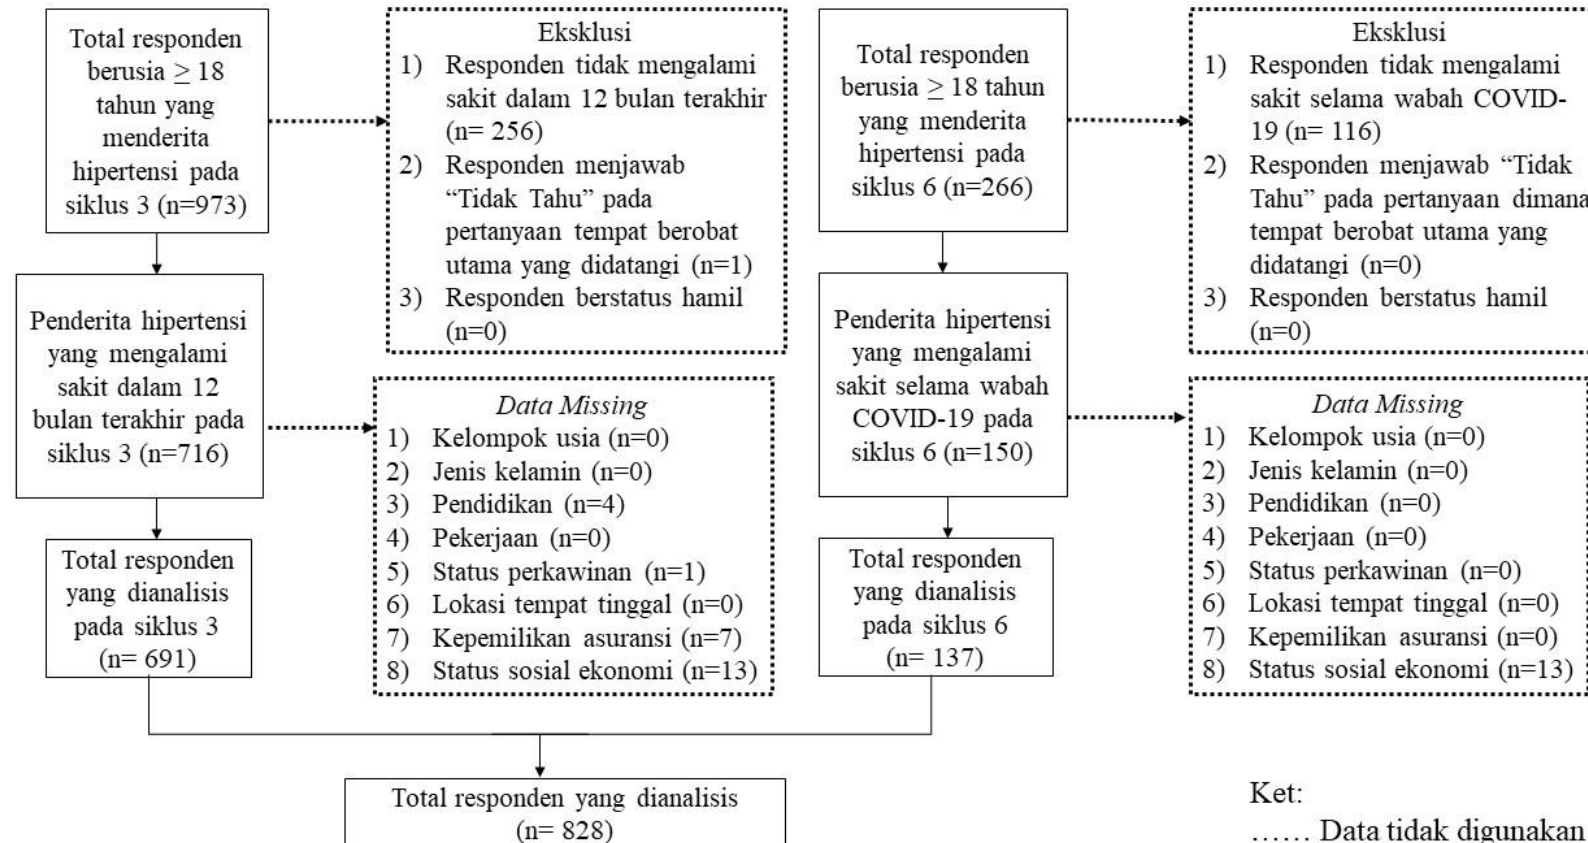 Total responden
berusia ≥ 18
tahun yang
menderita
hipertensi pada
siklus 3 (n=973)
Eksklusi
1) Responden tidak mengalami
sakit dalam 12 bulan terakhir
(n= 256)
2) Responden menjawab
“Tidak Tahu” pada
pertanyaan tempat berobat
utama yang didatangi (n=1)
3) Responden berstatus hamil
(n=0)
Penderita hipertensi
yang mengalami
sakit dalam 12
bulan terakhir pada
siklus 3 (n=716)
Data Missing
1) Kelompok usia (n=0)
2) Jenis kelamin (n=0)
3) Pendidikan (n=4)
4) Pekerjaan (n=0)
5) Status perkawinan (n=1)
6) Lokasi tempat tinggal (n=0)
7) Kepemilikan asuransi (n=7)
8) Status sosial ekonomi (n=13)
Total responden
yang dianalisis
pada siklus 3
(n= 691)
Total responden
berusia ≥ 18 tahun
yang menderita
hipertensi pada
siklus 6 (n=266)
Eksklusi
1) Responden tidak mengalami
sakit selama wabah COVID-
19 (n= 116)
2) Responden menjawab “Tidak
Tahu” pada pertanyaan dimana
tempat berobat utama yang
didatangi (n=0)
3) Responden berstatus hamil
(n=0)
Penderita hipertensi
yang mengalami
sakit selama wabah
COVID-19 pada
siklus 6 (n=150)
Data Missing
1) Kelompok usia (n=0)
2) Jenis kelamin (n=0)
3) Pendidikan (n=0)
4) Pekerjaan (n=0)
5) Status perkawinan (n=0)
6) Lokasi tempat tinggal (n=0)
7) Kepemilikan asuransi (n=0)
8) Status sosial ekonomi (n=13)
Total responden
yang dianalisis
pada siklus 6
(n= 137)
Total responden yang dianalisis
(n= 828)
Ket:
…… Data tidak digunakan